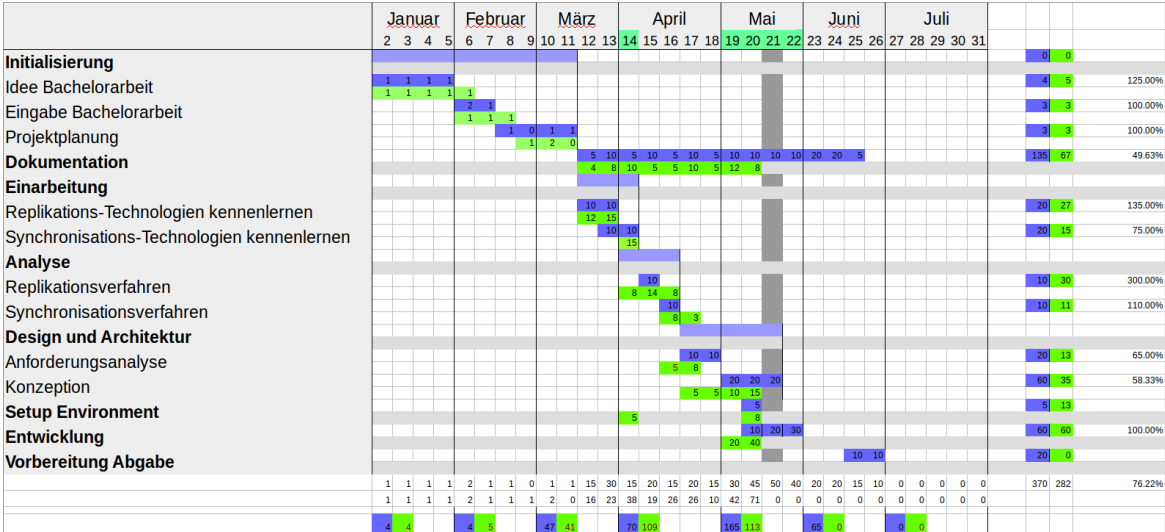 Januar Februar März April Mai Juni Juli
2 3 4 5 6 7 8 9 10 11 12 13 14 15 16 17 18 19 20 21 22 23 24 25 26 27 28 29 30 31
Initialisierung 0 0
Idee Bachelorarbeit 1 1 1 1 4 5 125.00%
1 1 1 1 1
Eingabe Bachelorarbeit 2 1 3 3 100.00%
1 1 1
Projektplanung 1 0 1 1 3 3 100.00%
1 2 0
Dokumentation 5 10 5 10 5 10 5 10 10 10 10 20 20 5 135 67 49.63%
4 8 10 5 5 10 5 12 8
Einarbeitung
Replikations-Technologien kennenlernen 10 10 20 27 135.00%
12 15
Synchronisations-Technologien kennenlernen 10 10 20 15 75.00%
15
Analyse
Replikationsverfahren 10 10 30 300.00%
8 14 8
Synchronisationsverfahren 10 10 11 110.00%
8 3
Design und Architektur
Anforderungsanalyse 10 10 20 13 65.00%
5 8
Konzeption 20 20 20 60 35 58.33%
5 5 10 15
Setup Environment 5 5 13
5 8
Entwicklung 10 20 30 60 60 100.00%
20 40
Vorbereitung Abgabe 10 10 20 0
1 1 1 1 2 1 1 0 1 1 15 30 15 20 15 20 15 30 45 50 40 20 20 15 10 0 0 0 0 0 370 282 76.22%
1 1 1 1 2 1 1 1 2 0 16 23 38 19 26 26 10 42 71 0 0 0 0 0 0 0 0 0 0 0
4 4 4 5 47 41 70 109 165 113 65 0 0 0